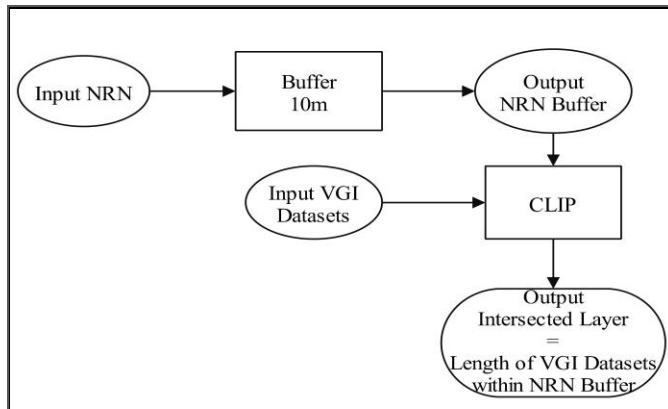 Input NRN
Buffer
10m
Output
NRN Buffer
Input VGI
Datasets
CLIP
Output
Intersected Layer
=
Length of VGI Datasets
within NRN Buffer